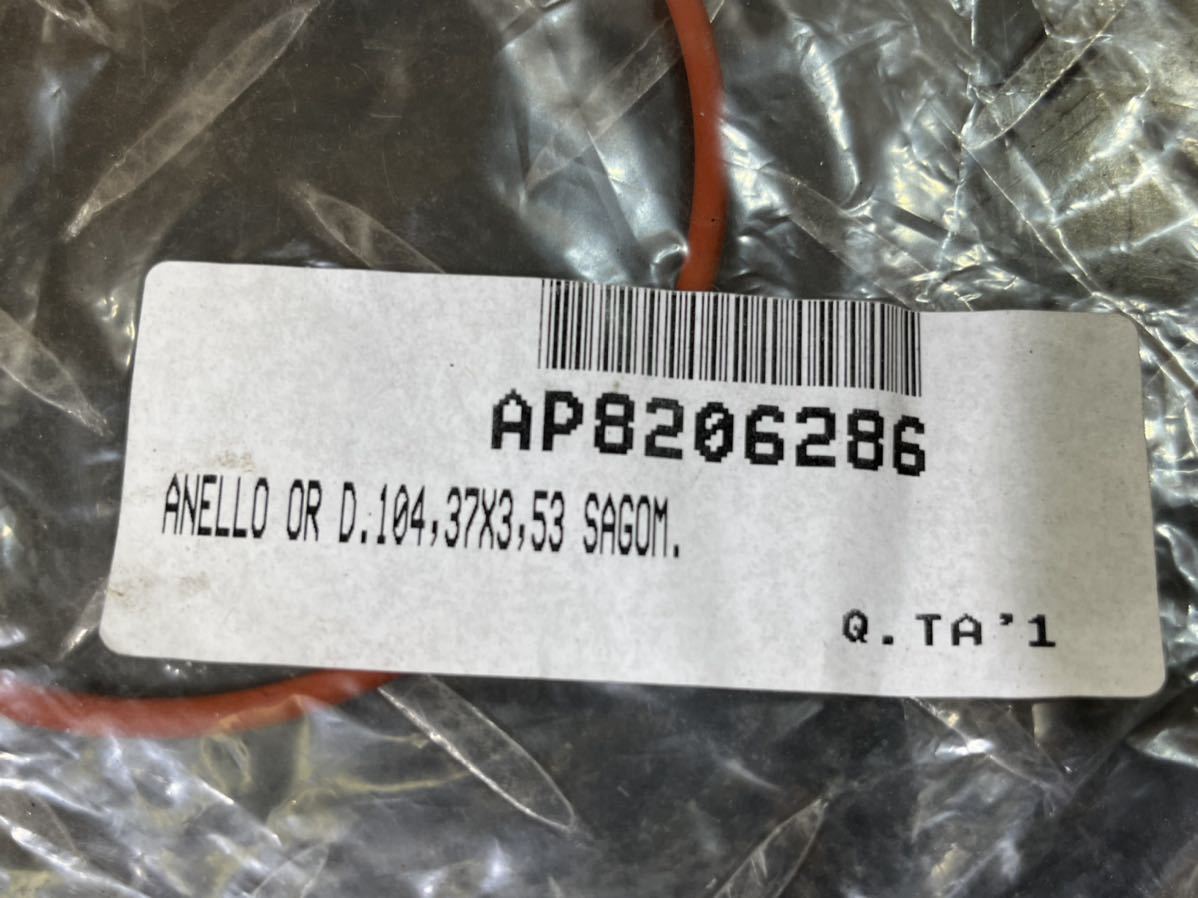 AP8206286
ANELLO OR D.104,37X3,53 SAGOM.
Q.TA'1